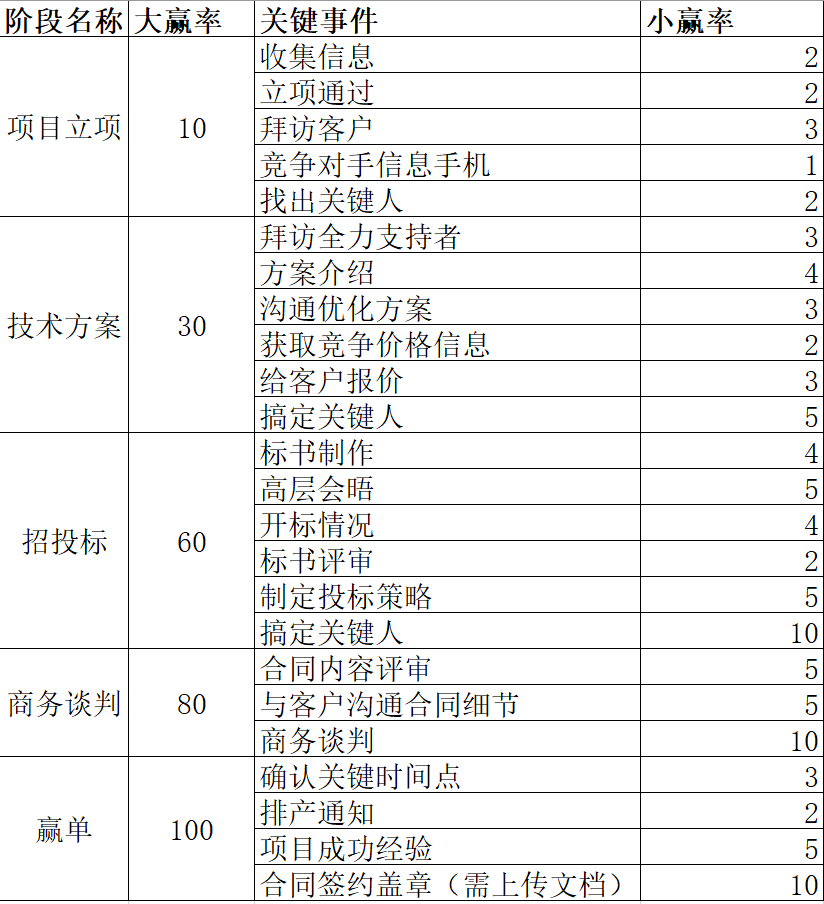 阶段名称 大赢率 关键事件 小赢率
收集信息 2
立项通过 2
项目立项 10 拜访客户 3
竞争对手信息手机 1
找出关键人 2
拜访全力支持者 3
方案介绍 4
技术方案 30 沟通优化方案 3
获取竞争价格信息 2
给客户报价 3
搞定关键人 5
标书制作 4
高层会晤 5
招投标 60 开标情况 4
标书评审 2
制定投标策略 5
搞定关键人 10
合同内容评审 5
商务谈判 80 与客户沟通合同细节 5
商务谈判 10
确认关键时间点 3
排产通知 2
赢单 100 项目成功经验 5
合同签约盖章（需上传文档） 10